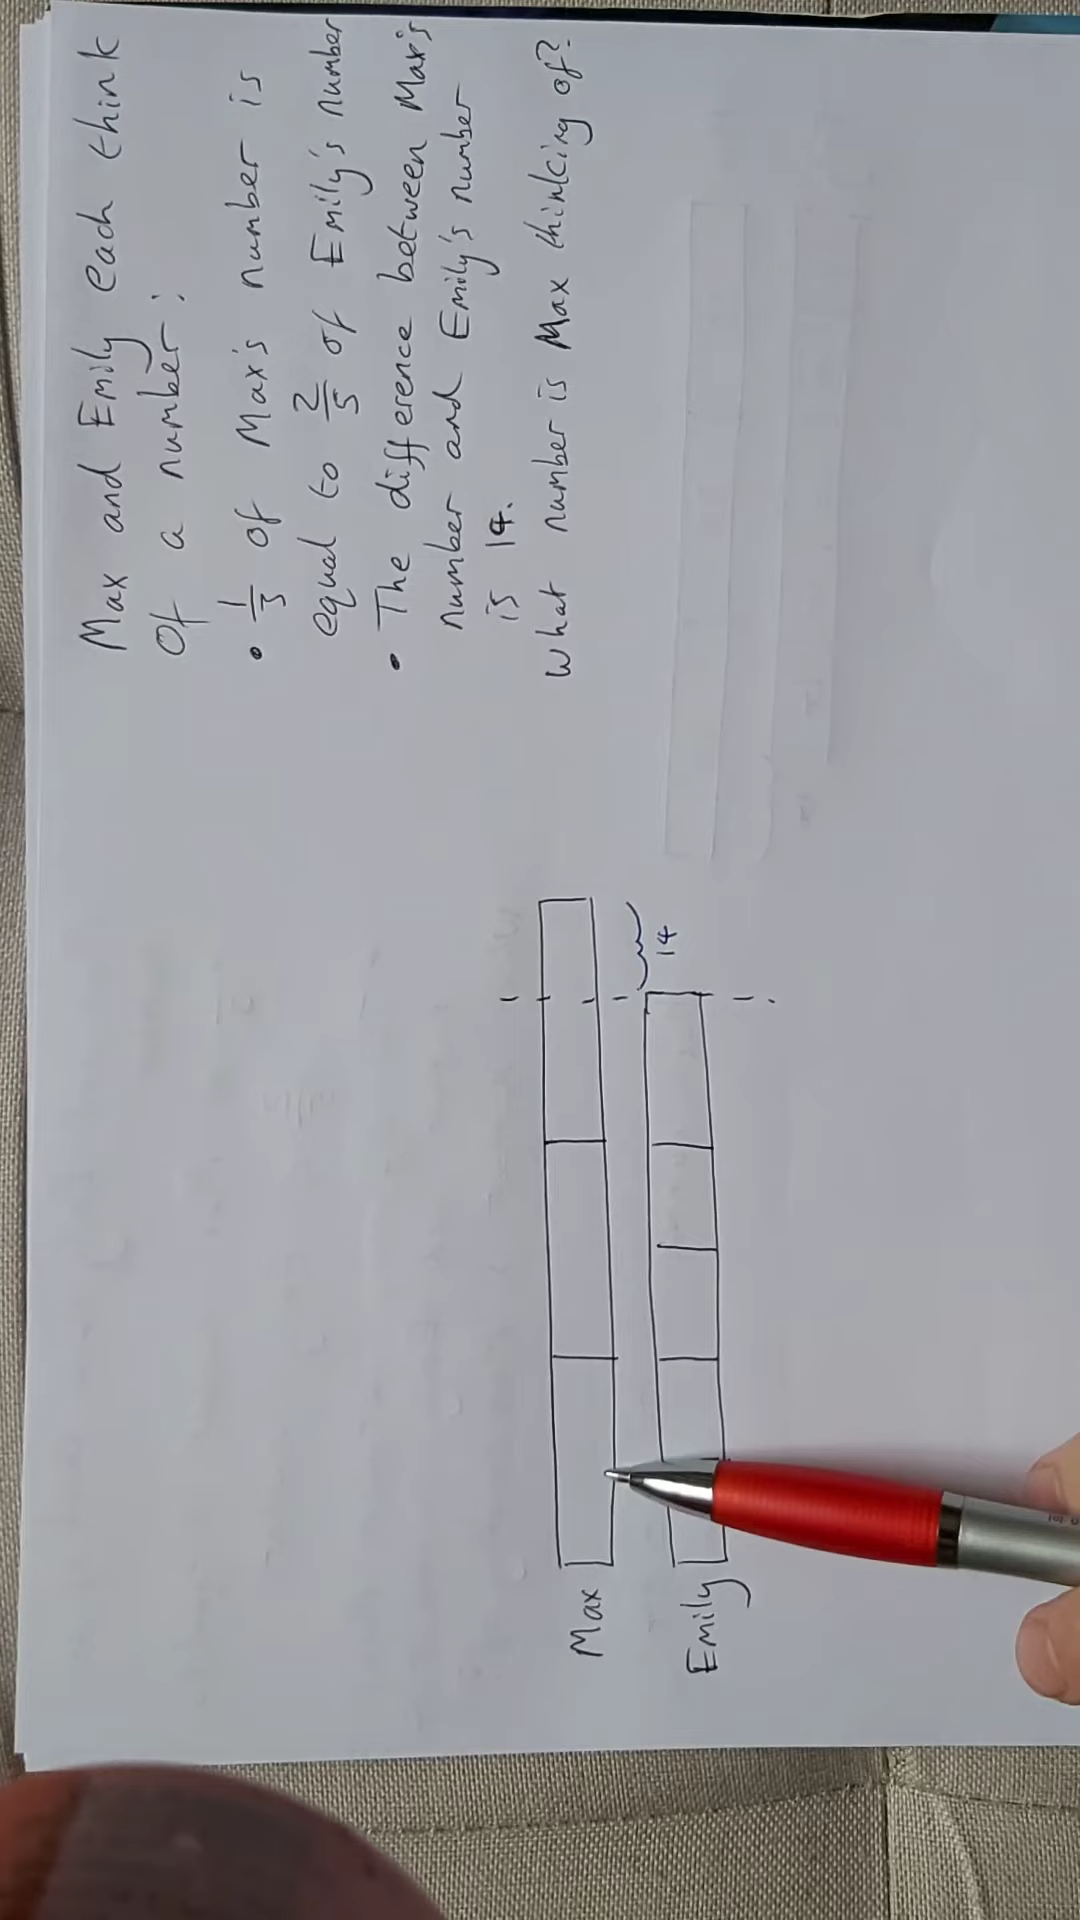 Max and Emily each think
of a number:
• 1/3 of Max's number is
equal to 2/5 of Emily's number
• The difference between Max's
number and Emily's number
is 14.
What number is Max thinking of?
Max
14
Emily